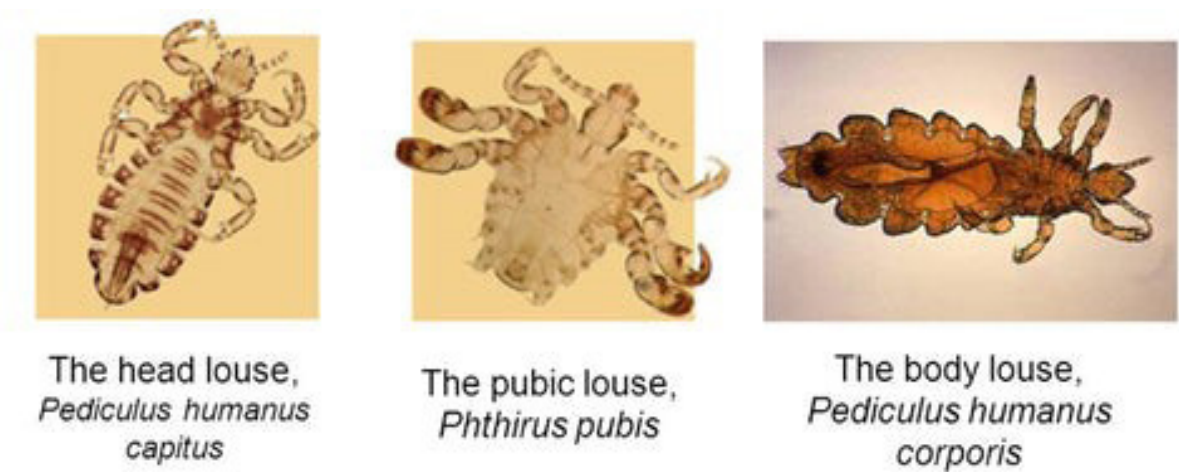 The head louse,
Pediculus humanus
capitus
The pubic louse,
Phthirus pubis
The body louse,
Pediculus humanus
corporis